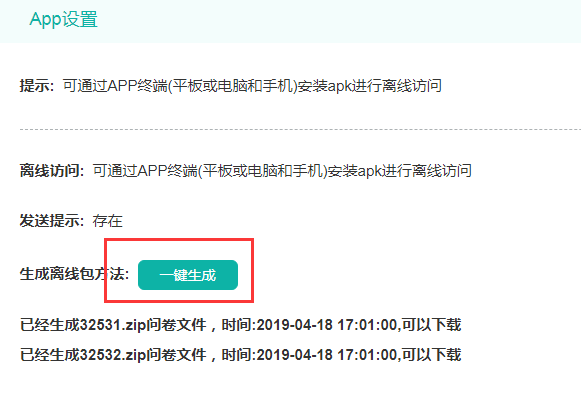 App设置
提示: 可通过APP终端(平板或电脑和手机)安装apk进行离线访问
离线访问: 可通过APP终端(平板或电脑和手机)安装apk进行离线访问
发送提示: 存在
生成离线包方法: 一键生成
已经生成32531.zip问卷文件，时间:2019-04-18 17:01:00,可以下载
已经生成32532.zip问卷文件，时间:2019-04-18 17:01:00,可以下载